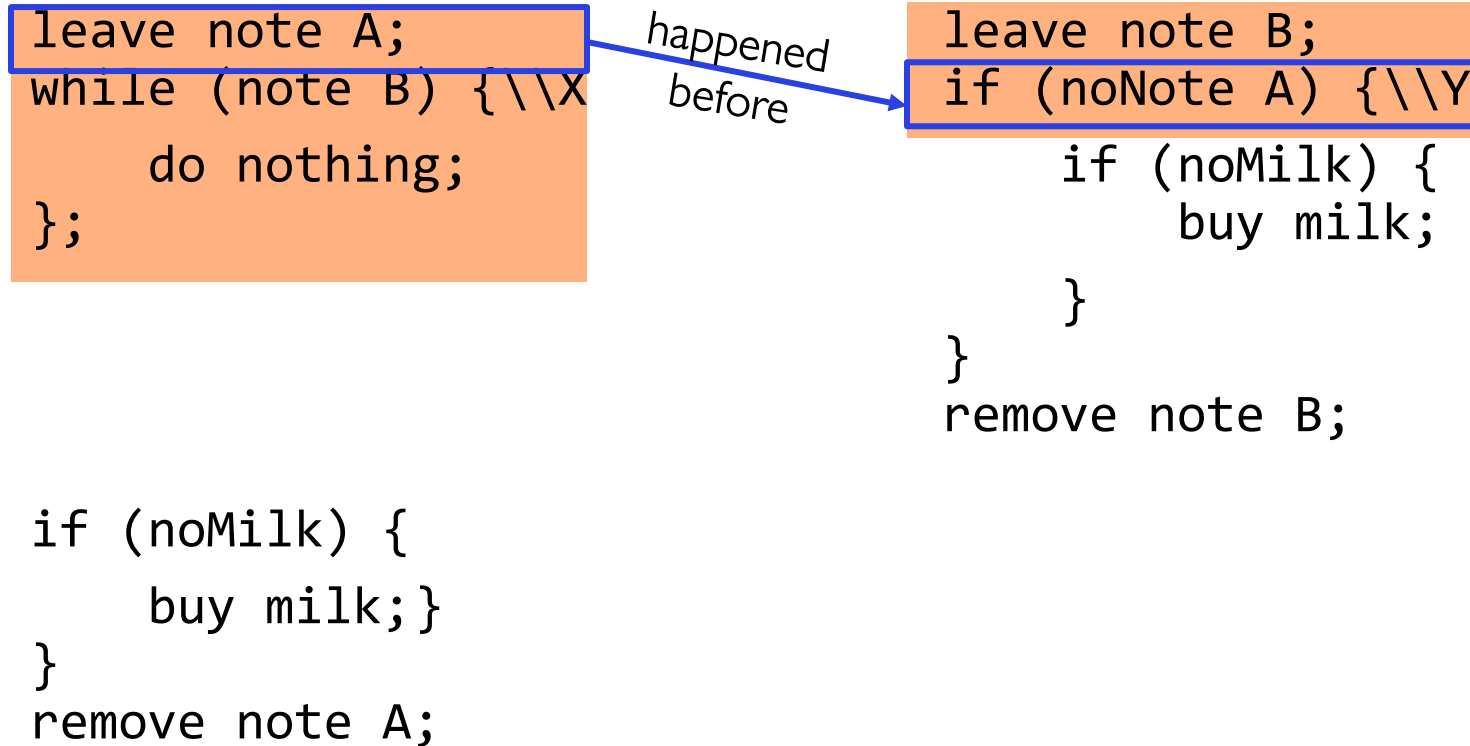 leave note A;
while (note B) {\\X
do nothing;
};
if (noMilk) {
buy milk;}
}
remove note A;
happened
before
leave note B;
if (noNote A) {\\Y
if (noMilk) {
buy milk;
}
}
remove note B;